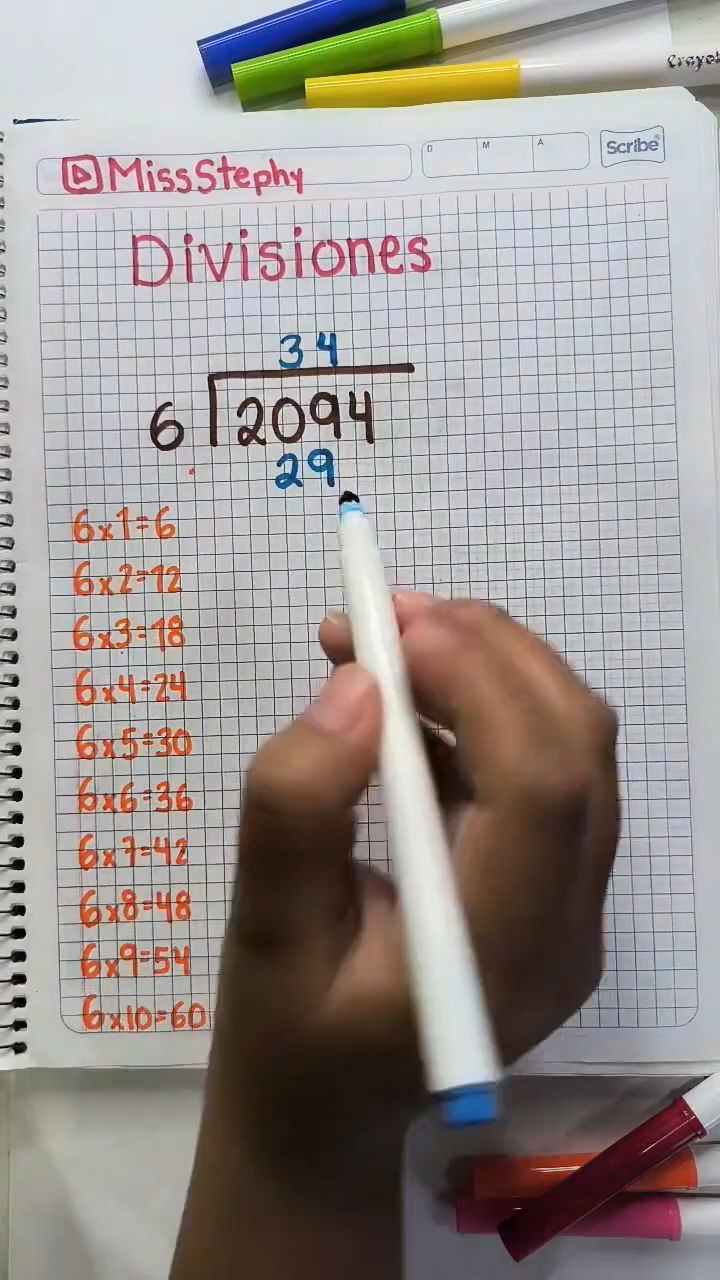 Crayol
MissStephy
D M A
Scribe®
Divisiones
34
6 2094
29
6x1=6
6x2=12
6x3=18
6x4=24
6x5=30
6x6=36
6x7=42
6x8=48
6x9=54
6x10=60